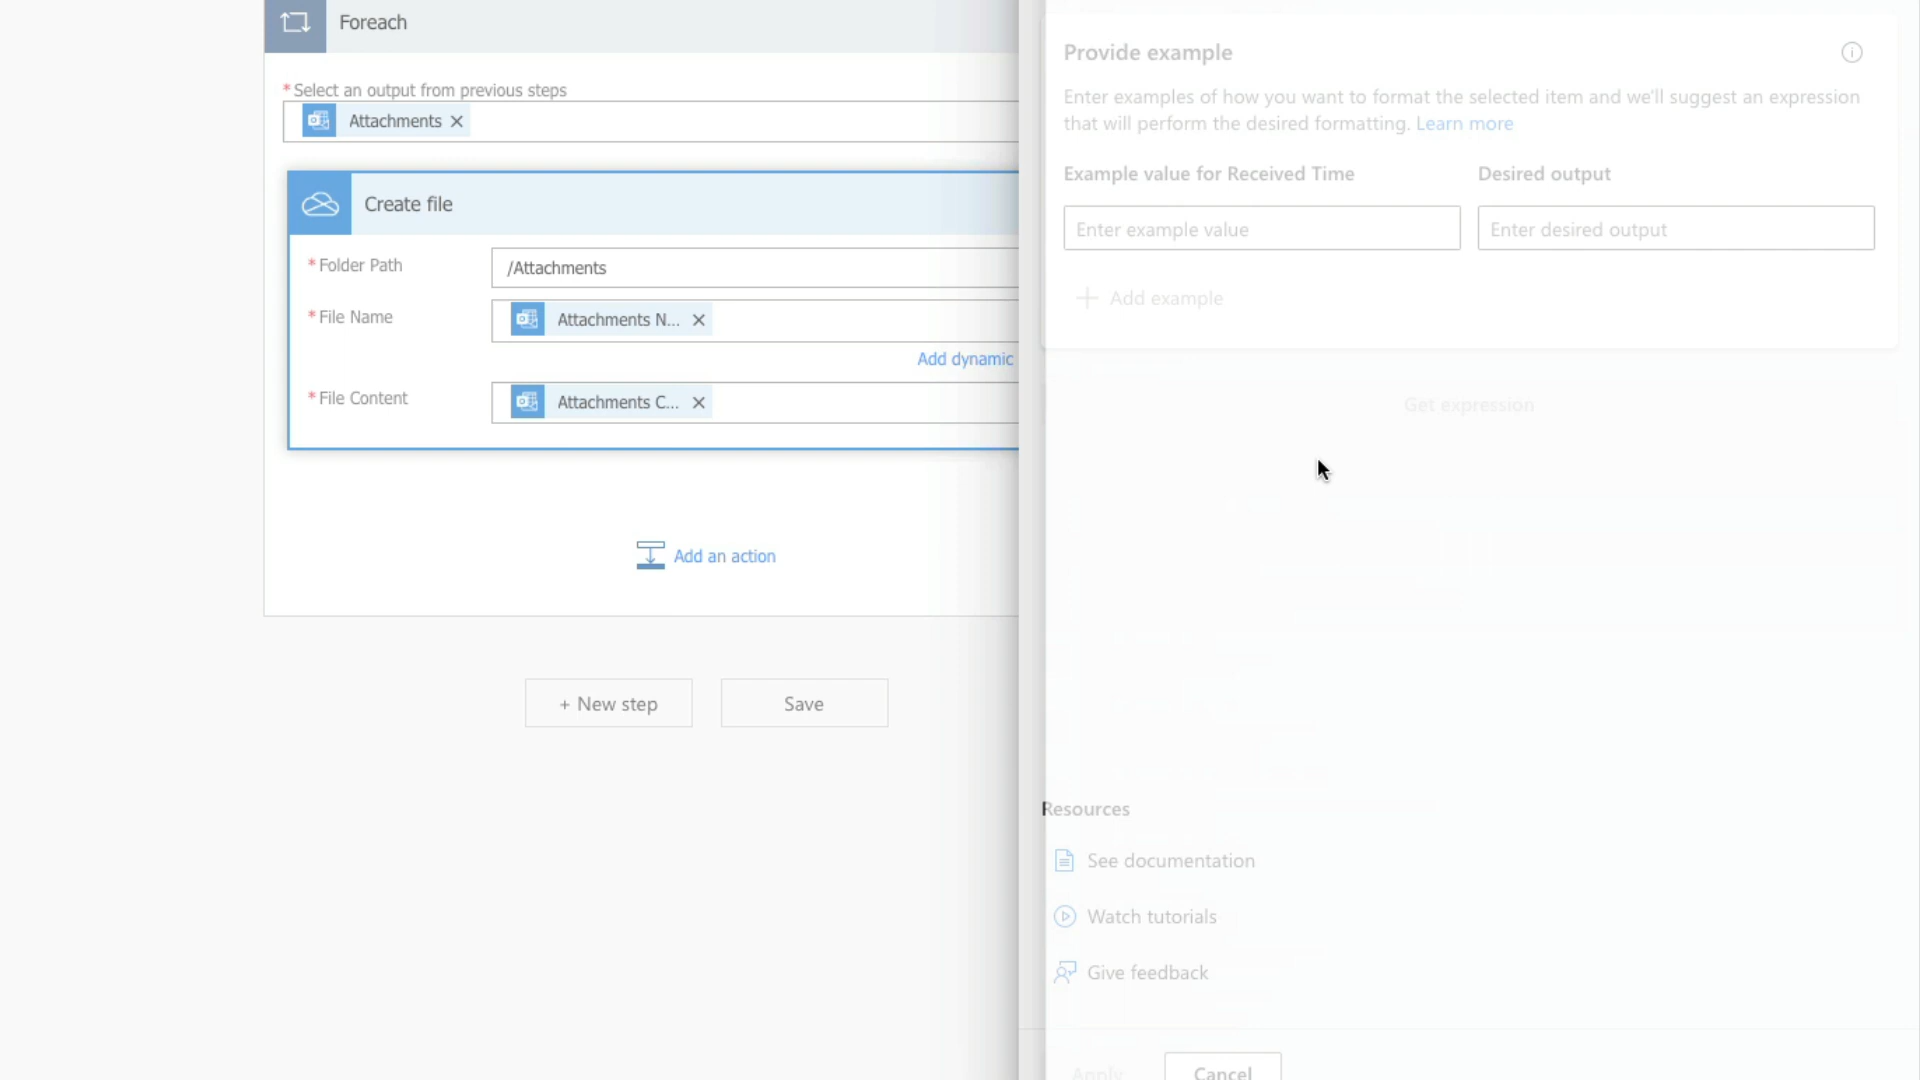 Foreach
* Select an output from previous steps
Attachments
Create file
* Folder Path
/Attachments
* File Name
Attachments N...
Add dynamic
* File Content
Attachments C...
Add an action
+ New step
Save
Provide example
Enter examples of how you want to format the selected item and we'll suggest an expression
that will perform the desired formatting. Learn more
Example value for Received Time
Desired output
Enter example value
Enter desired output
Add example
Get expression
Resources
See documentation
Watch tutorials
Give feedback
Apply
Cancel